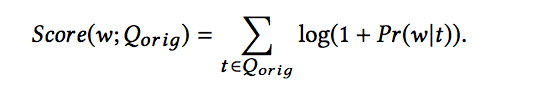 Score(w; Q_orig) = ∑_{t∈Q_orig} log(1 + Pr(w|t)).